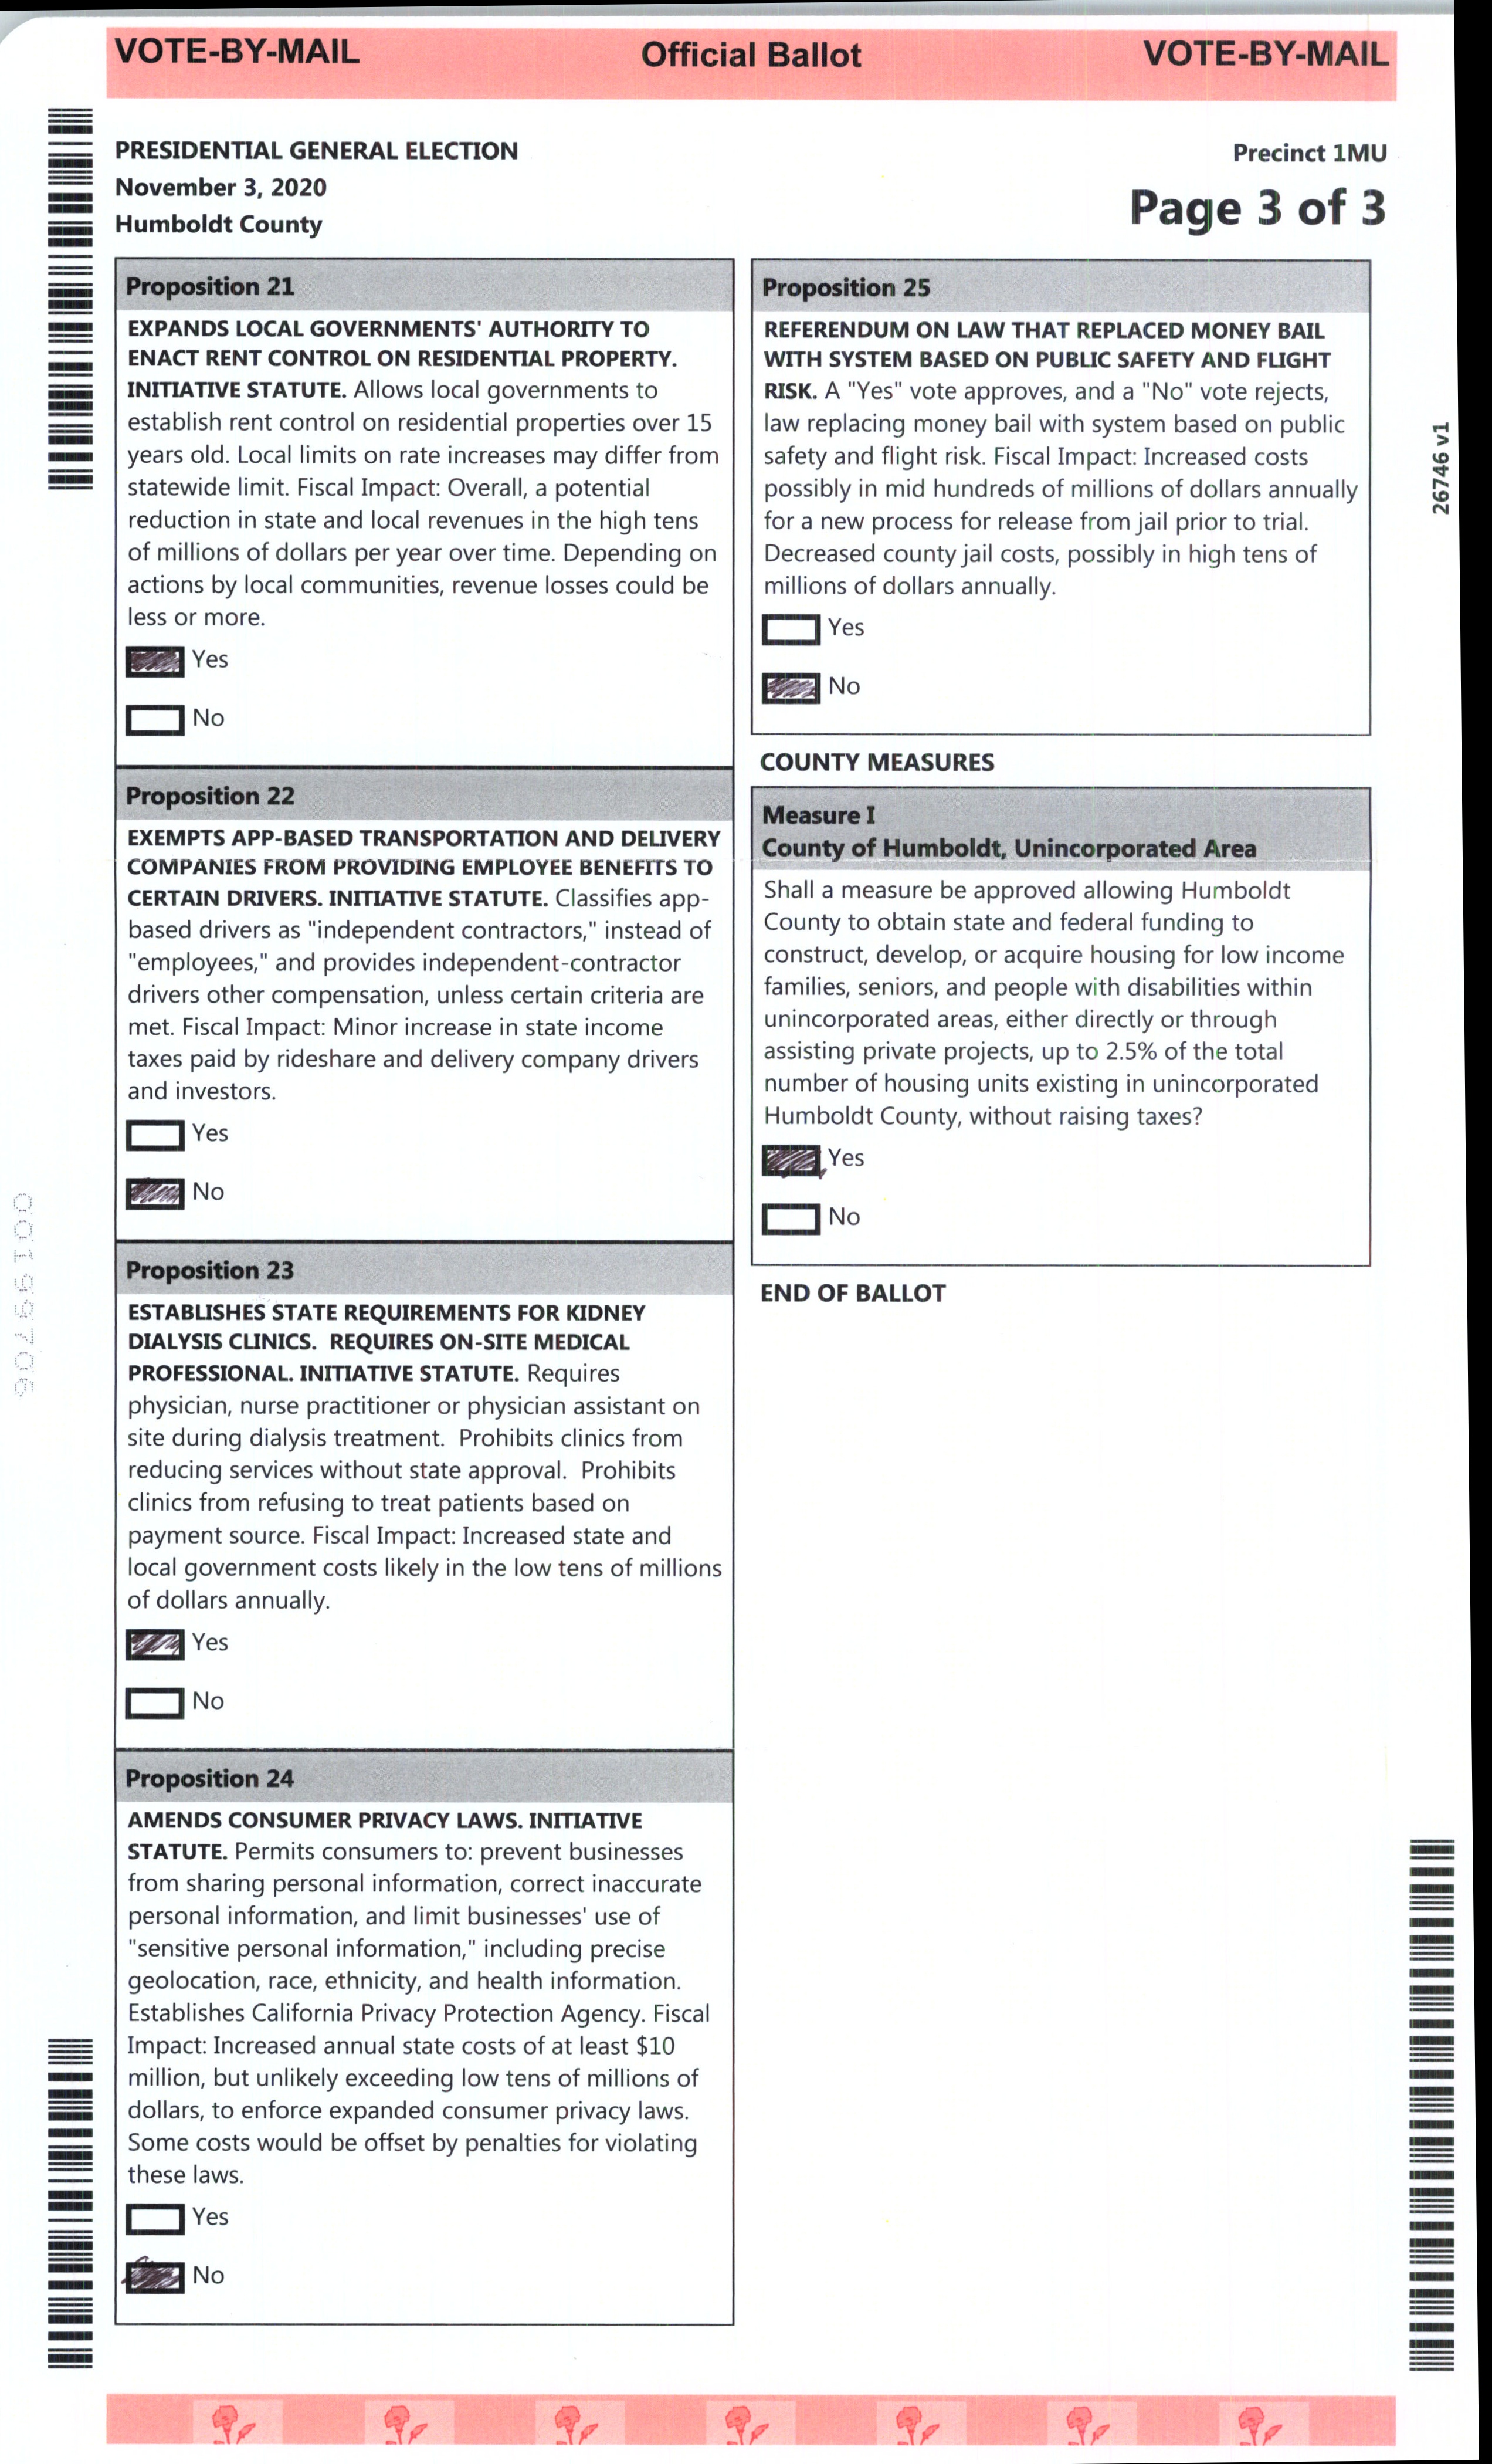 VOTE-BY-MAIL Official Ballot VOTE-BY-MAIL
PRESIDENTIAL GENERAL ELECTION
November 3, 2020
Humboldt County
Precinct 1MU
Page 3 of 3
Proposition 21
EXPANDS LOCAL GOVERNMENTS' AUTHORITY TO
ENACT RENT CONTROL ON RESIDENTIAL PROPERTY.
INITIATIVE STATUTE. Allows local governments to
establish rent control on residential properties over 15
years old. Local limits on rate increases may differ from
statewide limit. Fiscal Impact: Overall, a potential
reduction in state and local revenues in the high tens
of millions of dollars per year over time. Depending on
actions by local communities, revenue losses could be
less or more.
Yes
No
Proposition 22
EXEMPTS APP-BASED TRANSPORTATION AND DELIVERY
COMPANIES FROM PROVIDING EMPLOYEE BENEFITS TO
CERTAIN DRIVERS. INITIATIVE STATUTE. Classifies app-
based drivers as "independent contractors," instead of
"employees," and provides independent-contractor
drivers other compensation, unless certain criteria are
met. Fiscal Impact: Minor increase in state income
taxes paid by rideshare and delivery company drivers
and investors.
Yes
No
Proposition 23
ESTABLISHES STATE REQUIREMENTS FOR KIDNEY
DIALYSIS CLINICS. REQUIRES ON-SITE MEDICAL
PROFESSIONAL. INITIATIVE STATUTE. Requires
physician, nurse practitioner or physician assistant on
site during dialysis treatment. Prohibits clinics from
reducing services without state approval. Prohibits
clinics from refusing to treat patients based on
payment source. Fiscal Impact: Increased state and
local government costs likely in the low tens of millions
of dollars annually.
Yes
No
Proposition 24
AMENDS CONSUMER PRIVACY LAWS. INITIATIVE
STATUTE. Permits consumers to: prevent businesses
from sharing personal information, correct inaccurate
personal information, and limit businesses' use of
"sensitive personal information," including precise
geolocation, race, ethnicity, and health information.
Establishes California Privacy Protection Agency. Fiscal
Impact: Increased annual state costs of at least $10
million, but unlikely exceeding low tens of millions of
dollars, to enforce expanded consumer privacy laws.
Some costs would be offset by penalties for violating
these laws.
Yes
No
Proposition 25
REFERENDUM ON LAW THAT REPLACED MONEY BAIL
WITH SYSTEM BASED ON PUBLIC SAFETY AND FLIGHT
RISK. A "Yes" vote approves, and a "No" vote rejects,
law replacing money bail with system based on public
safety and flight risk. Fiscal Impact: Increased costs
possibly in mid hundreds of millions of dollars annually
for a new process for release from jail prior to trial.
Decreased county jail costs, possibly in high tens of
millions of dollars annually.
Yes
No
COUNTY MEASURES
Measure I
County of Humboldt, Unincorporated Area
Shall a measure be approved allowing Humboldt
County to obtain state and federal funding to
construct, develop, or acquire housing for low income
families, seniors, and people with disabilities within
unincorporated areas, either directly or through
assisting private projects, up to 2.5% of the total
number of housing units existing in unincorporated
Humboldt County, without raising taxes?
Yes
No
END OF BALLOT
26746 v1
00199706